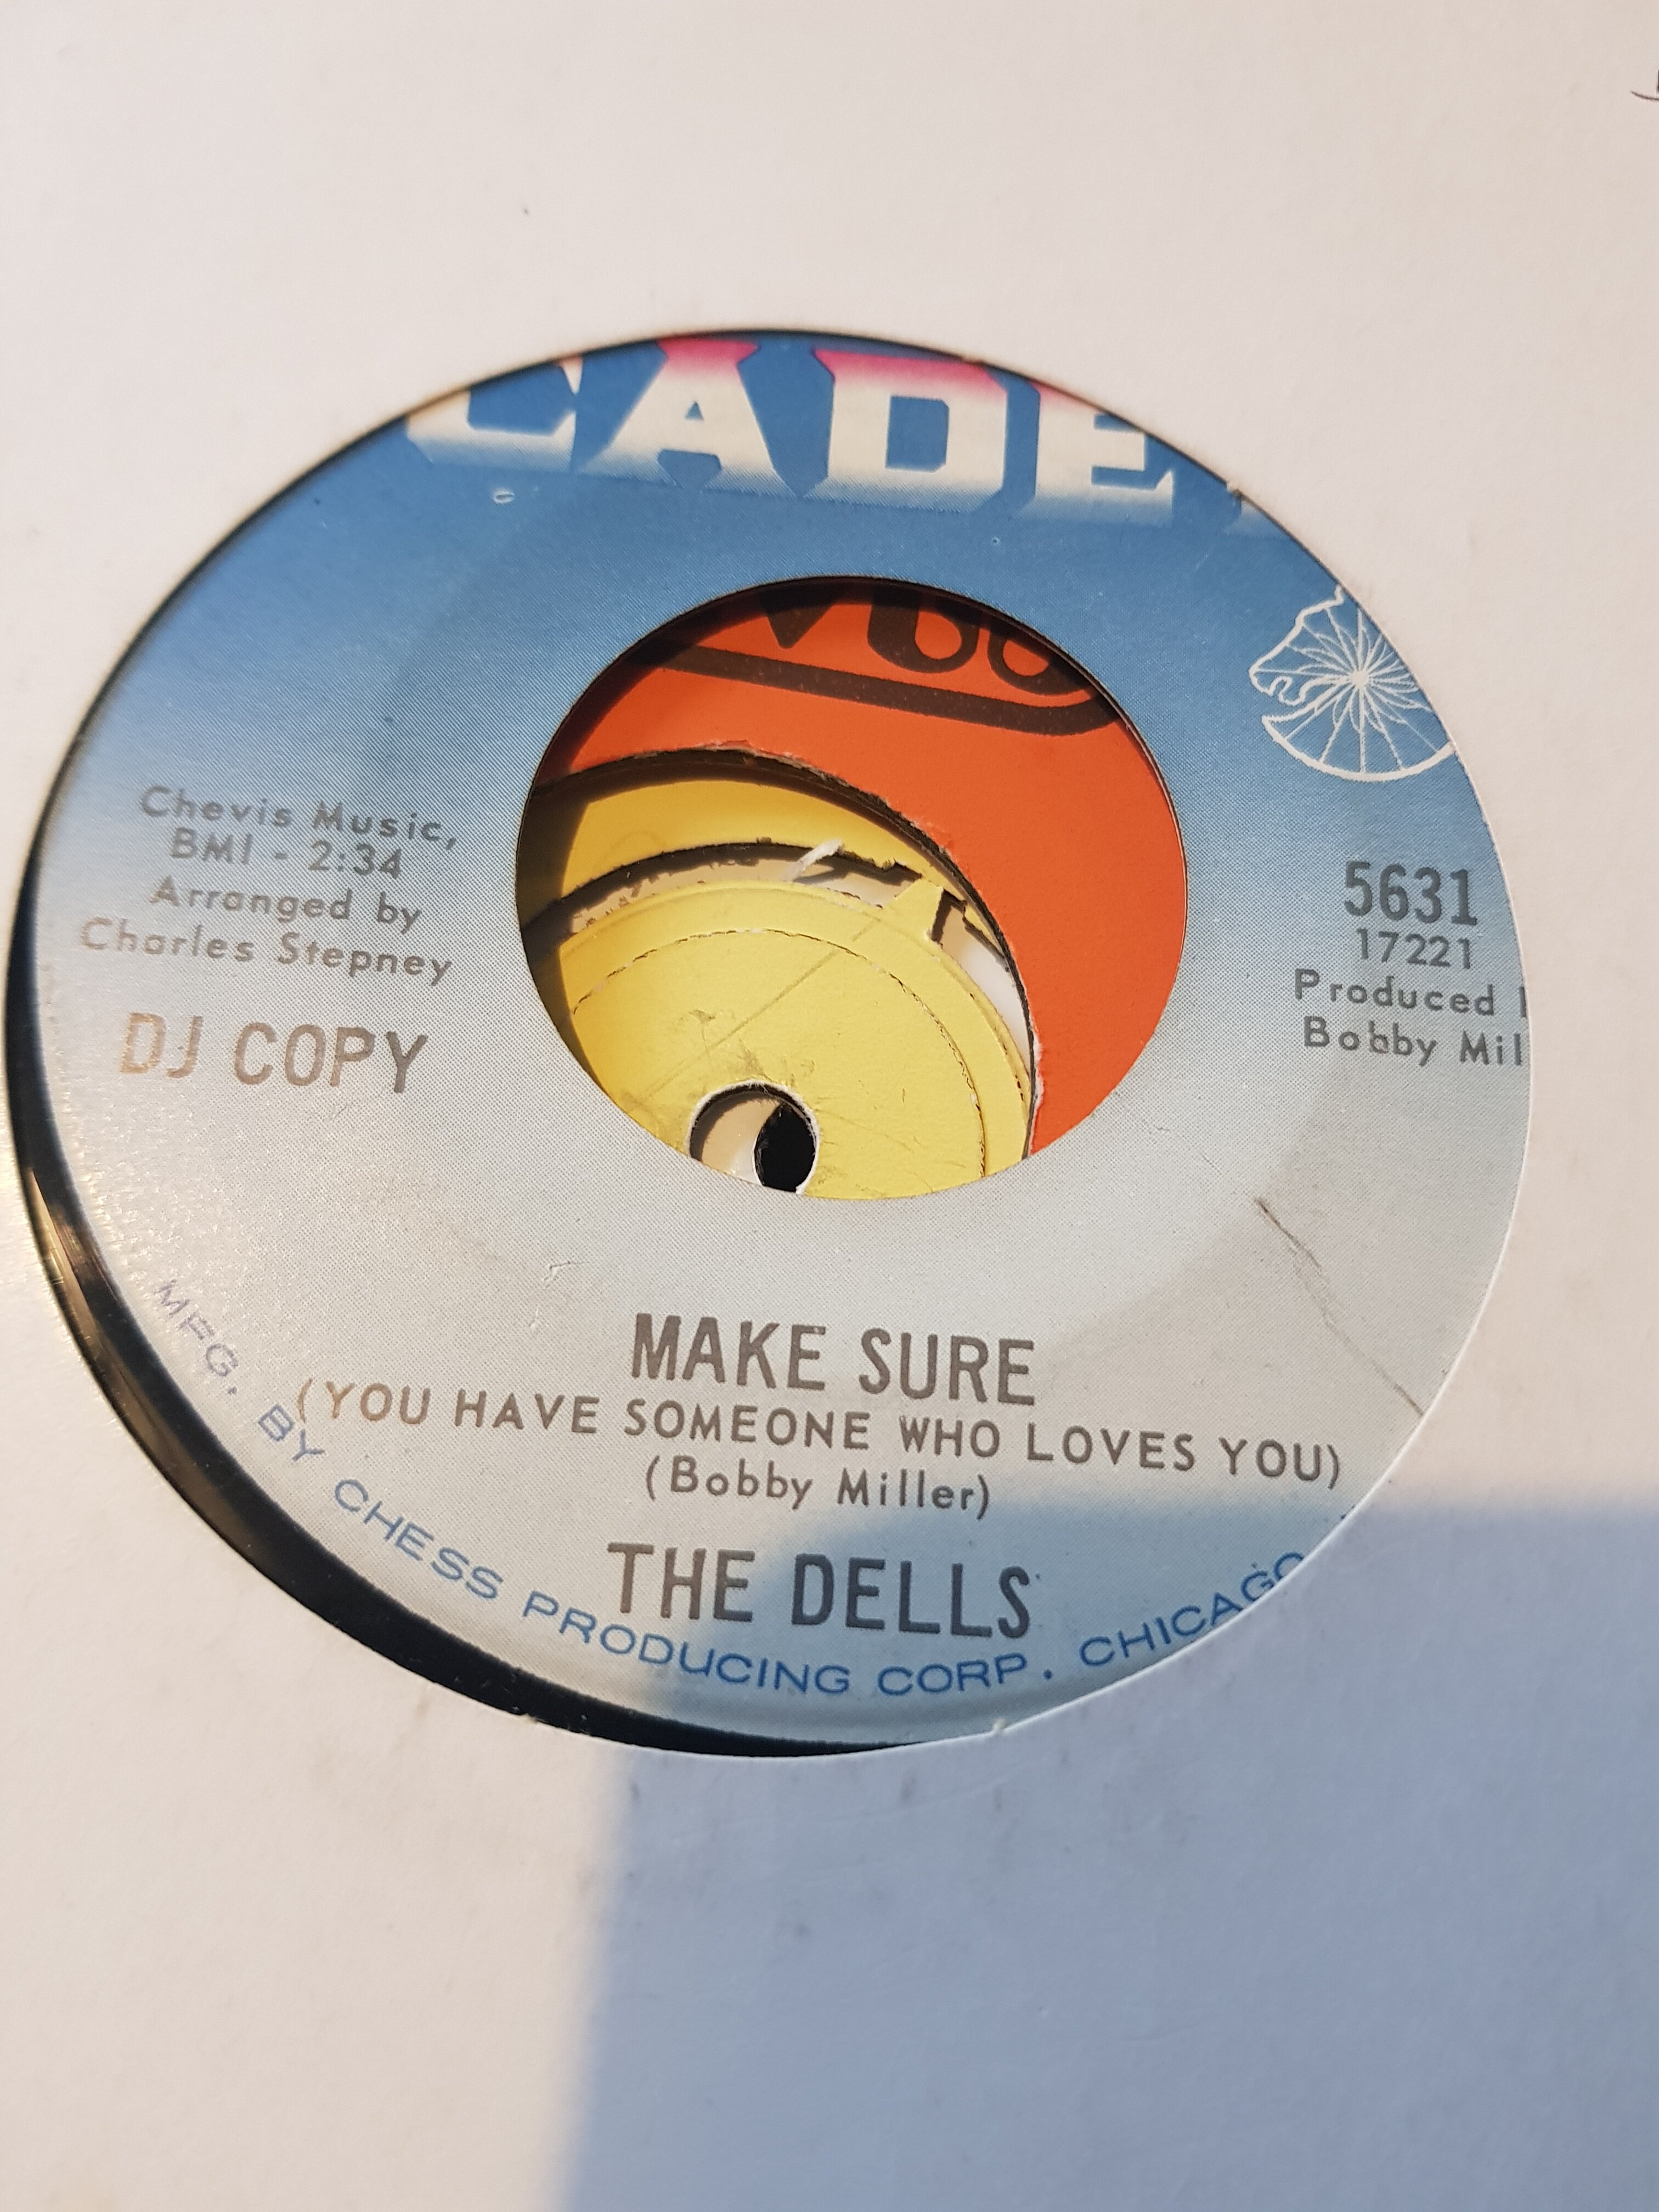 CADE
Chevis Music,
BMI - 2:34
Arranged by
Charles Stepney
DJ COPY
5631
17221
Produced
Bobby Mil
MAKE SURE
(YOU HAVE SOMEONE WHO LOVES YOU)
(Bobby Miller)
THE DELLS
MFG. BY CHESS PRODUCING CORP. CHICAGO